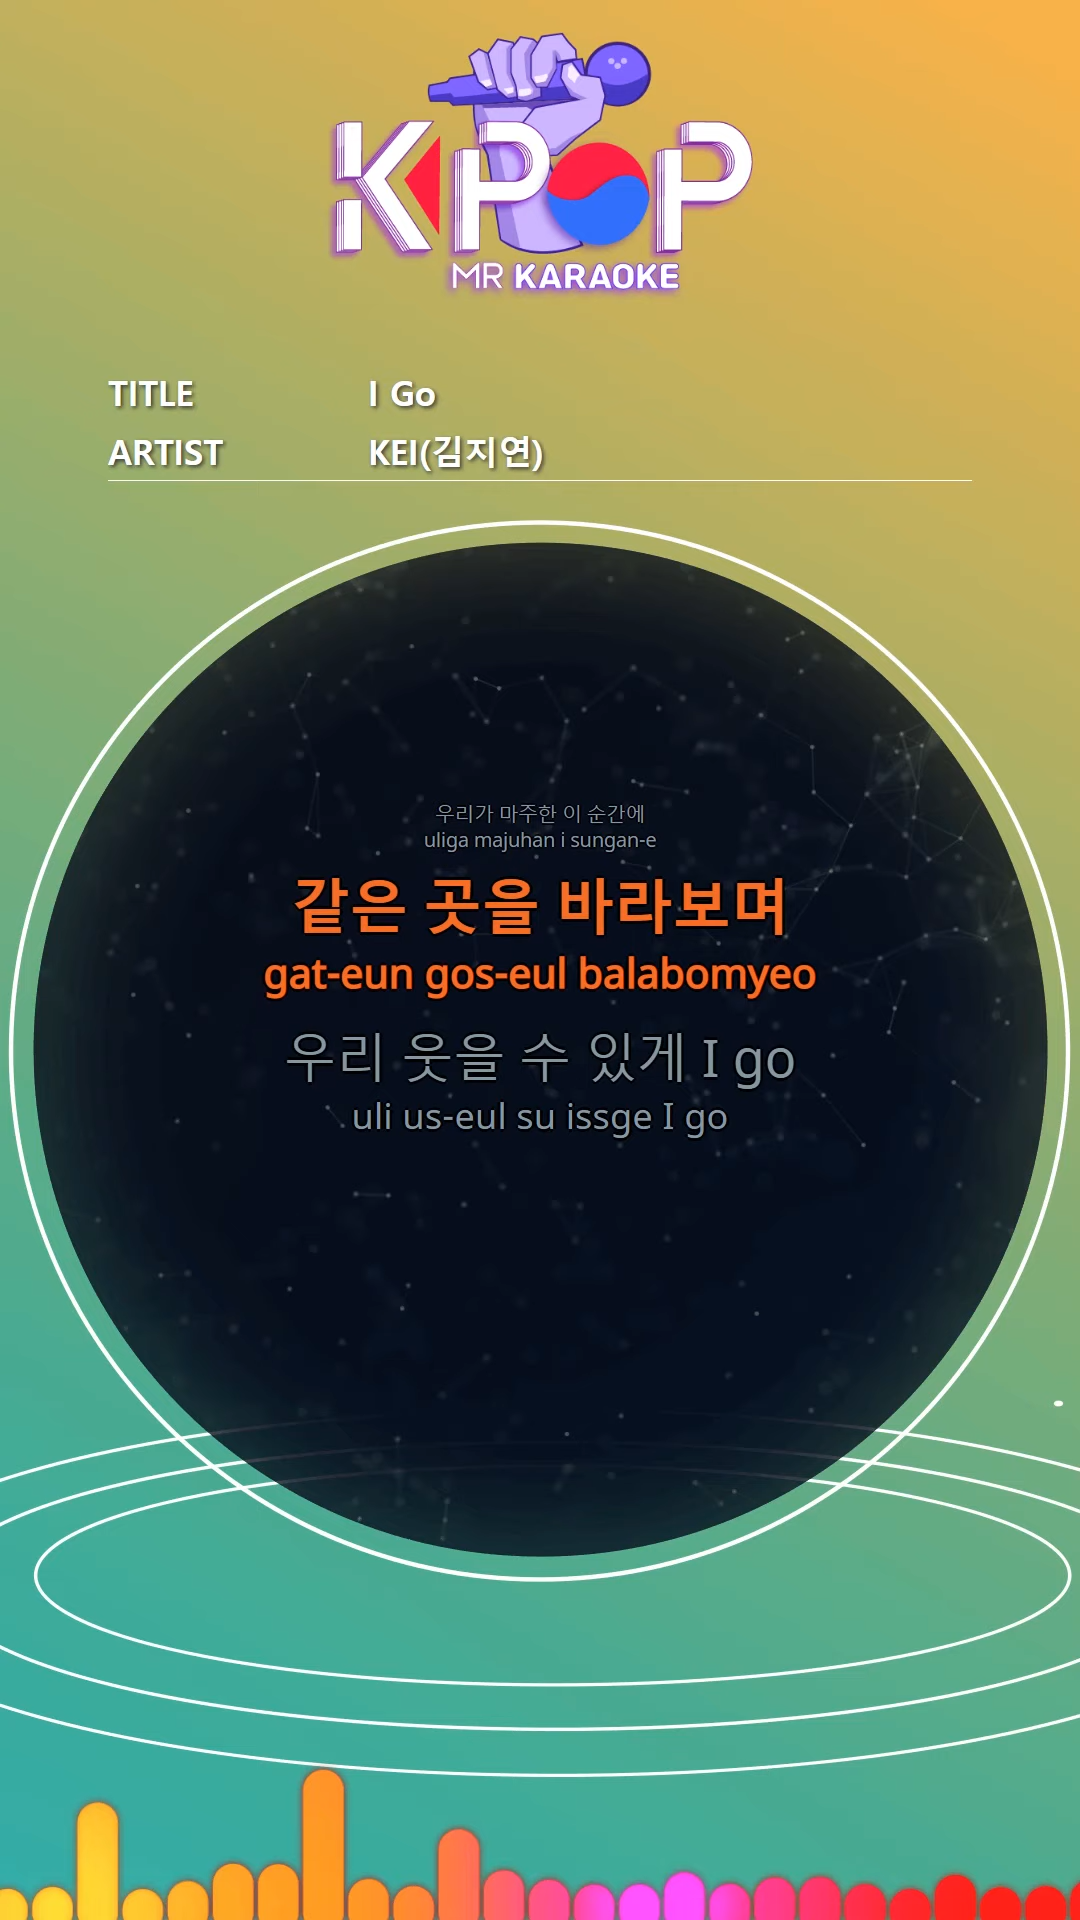 KPOP
MR KARAOKE
TITLE I Go
ARTIST KEI(김지연)
우리가 마주한 이 순간에
uliga majuhan i sungan-e
같은 곳을 바라보며
gat-eun gos-eul balabomyeo
우리 웃을 수 있게 I go
uli us-eul su issge I go